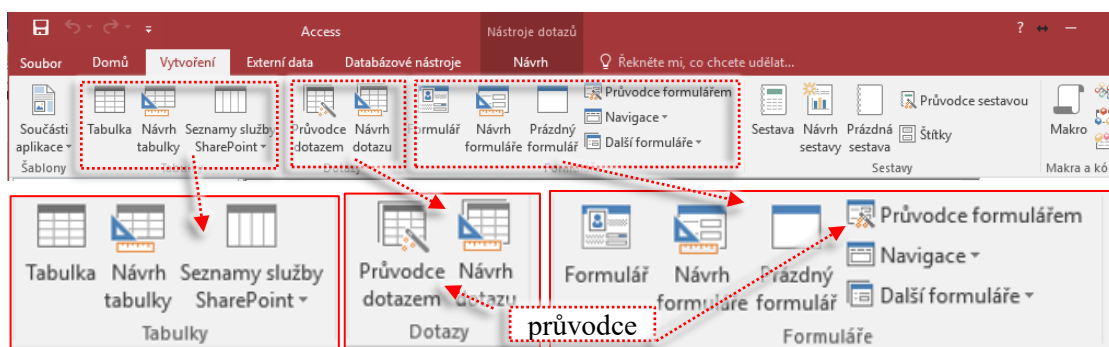 Access Nástroje dotazů ?
Soubor Domů Vytvoření Externí data Databázové nástroje Návrh Řekněte mi, co chcete udělat...
Součásti aplikace
Tabulka
Návrh tabulky
Seznamy služby SharePoint
Průvodce dotazem
Návrh dotazu
Formulář
Návrh formuláře
Prázdný formulář
Průvodce formulářem
Navigace
Další formuláře
Sestava
Návrh sestavy
Prázdná sestava
Průvodce sestavou
Štítky
Makro
Šablony Sestavy Makra a kó
Tabulka
Návrh tabulky
Seznamy služby SharePoint
Tabulky
Průvodce dotazem
Návrh dotazu
Dotazy
průvodce
Formulář
Návrh formuláře
Prázdný formulář
Průvodce formulářem
Navigace
Další formuláře
Formuláře